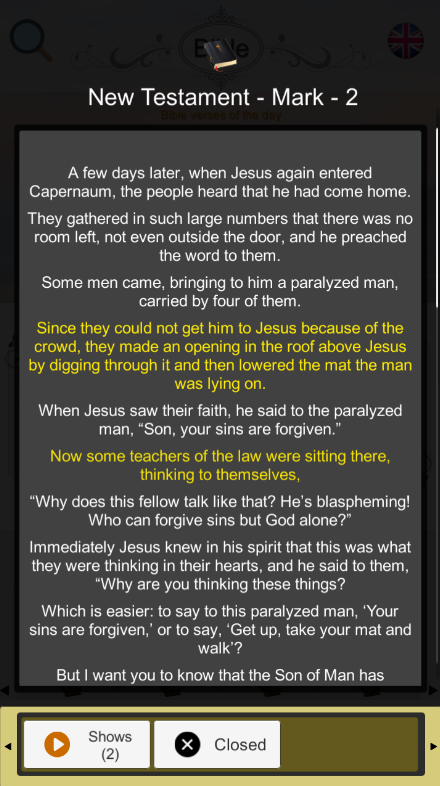 Bible
New Testament - Mark - 2
Bible verses of the day
A few days later, when Jesus again entered
Capernaum, the people heard that he had come home.
They gathered in such large numbers that there was no
room left, not even outside the door, and he preached
the word to them.
Some men came, bringing to him a paralyzed man,
carried by four of them.
Since they could not get him to Jesus because of the
crowd, they made an opening in the roof above Jesus
by digging through it and then lowered the mat the man
was lying on.
When Jesus saw their faith, he said to the paralyzed
man, “Son, your sins are forgiven.”
Now some teachers of the law were sitting there,
thinking to themselves,
“Why does this fellow talk like that? He’s blaspheming!
Who can forgive sins but God alone?”
Immediately Jesus knew in his spirit that this was what
they were thinking in their hearts, and he said to them,
“Why are you thinking these things?
Which is easier: to say to this paralyzed man, ‘Your
sins are forgiven,’ or to say, ‘Get up, take your mat and
walk’?
But I want you to know that the Son of Man has
Shows
(2)
Closed